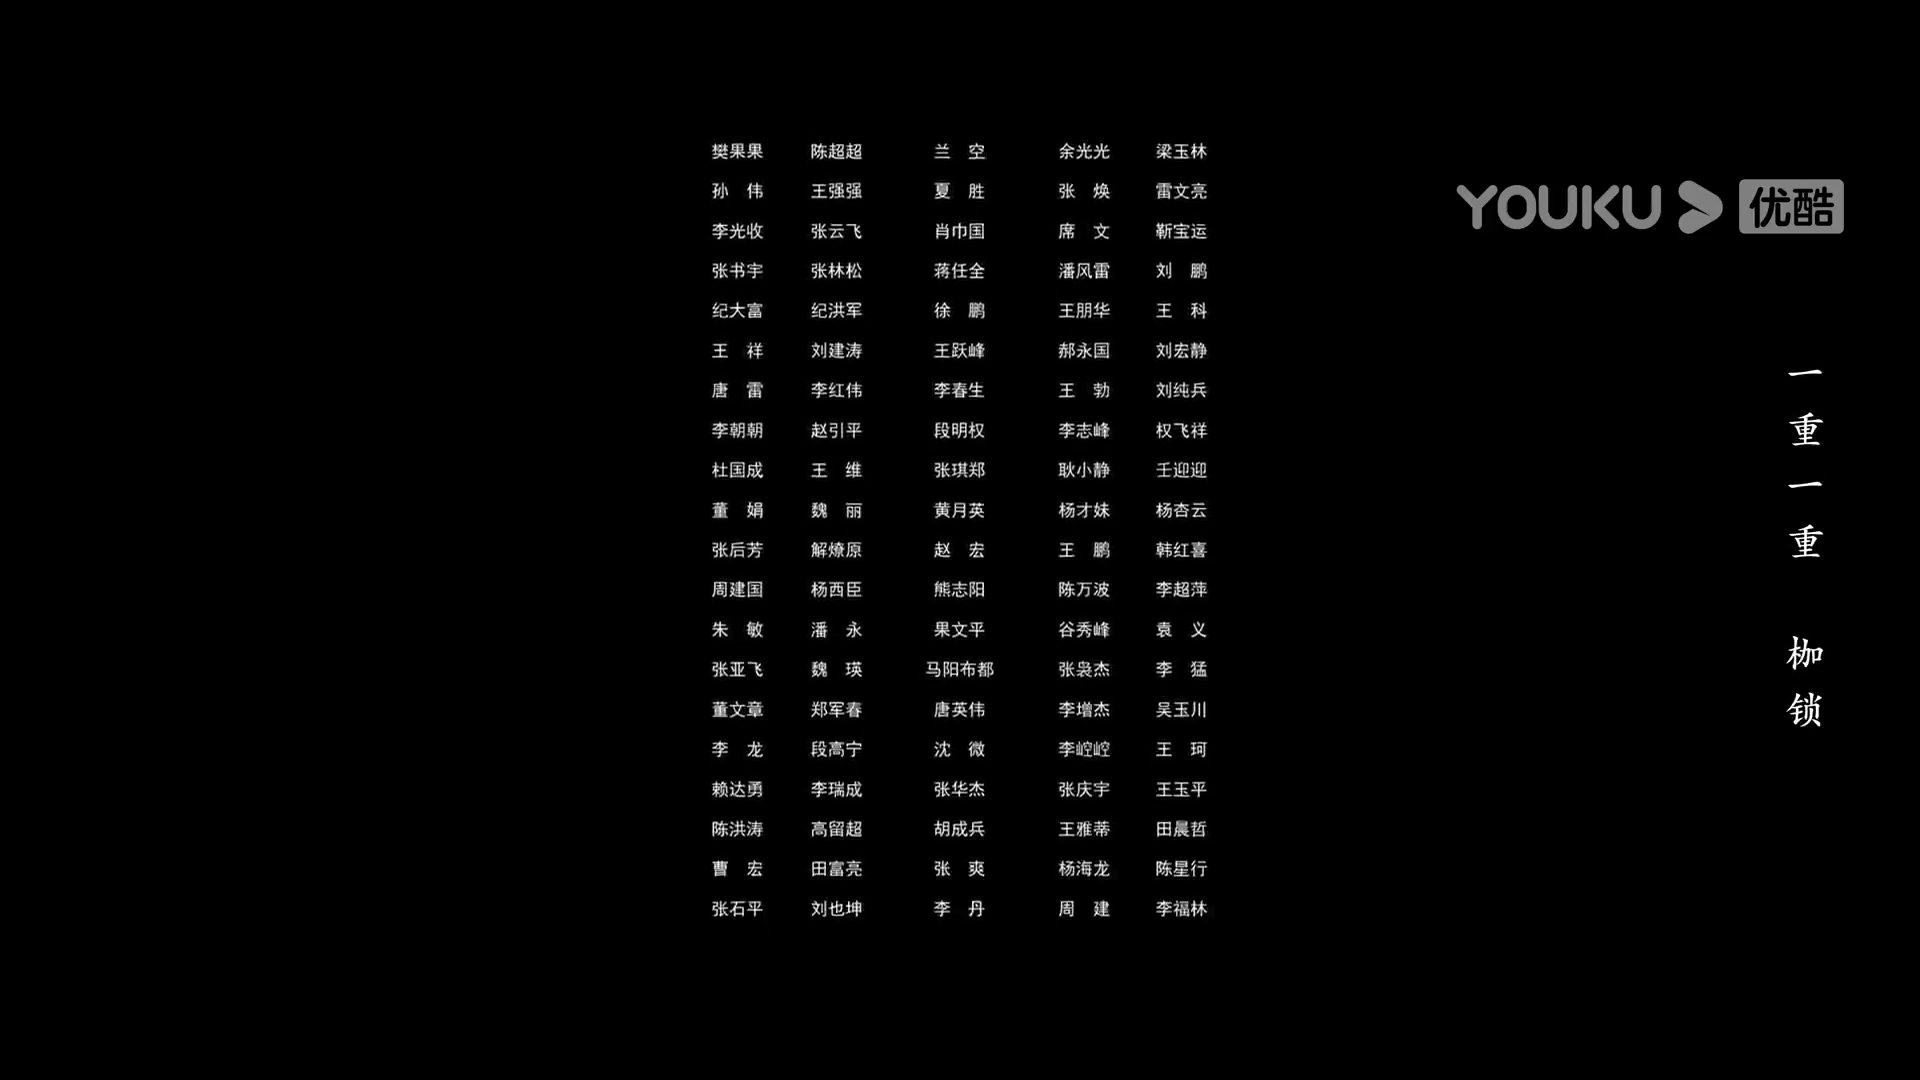 樊果果 陈超超 兰 空 余光光 梁玉林
孙 伟 王强强 夏 胜 张 焕 雷文亮
李光收 张云飞 肖巾国 席 文 靳宝运
张书宇 张林松 蒋任全 潘风雷 刘 鹏
纪大富 纪洪军 徐 鹏 王朋华 王 科
王 祥 刘建涛 王跃峰 郝永国 刘宏静
唐 雷 李红伟 李春生 王 勃 刘纯兵
李朝朝 赵引平 段明权 李志峰 权飞祥
杜国成 王 维 张琪郑 耿小静 壬迎迎
董 娟 魏 丽 黄月英 杨才妹 杨杏云
张后芳 解燎原 赵 宏 王 鹏 韩红喜
周建国 杨西臣 熊志阳 陈万波 李超萍
朱 敏 潘 永 果文平 谷秀峰 袁 义
张亚飞 魏 瑛 马阳布都 张袅杰 李 猛
董文章 郑军春 唐英伟 李增杰 吴玉川
李 龙 段高宁 沈 微 李崆崆 王 珂
赖达勇 李瑞成 张华杰 张庆宇 王玉平
陈洪涛 高留超 胡成兵 王雅蒂 田晨哲
曹 宏 田富亮 张 爽 杨海龙 陈星行
张石平 刘也坤 李 丹 周 建 李福林
YOUKU 优酷
一重一重 枷锁